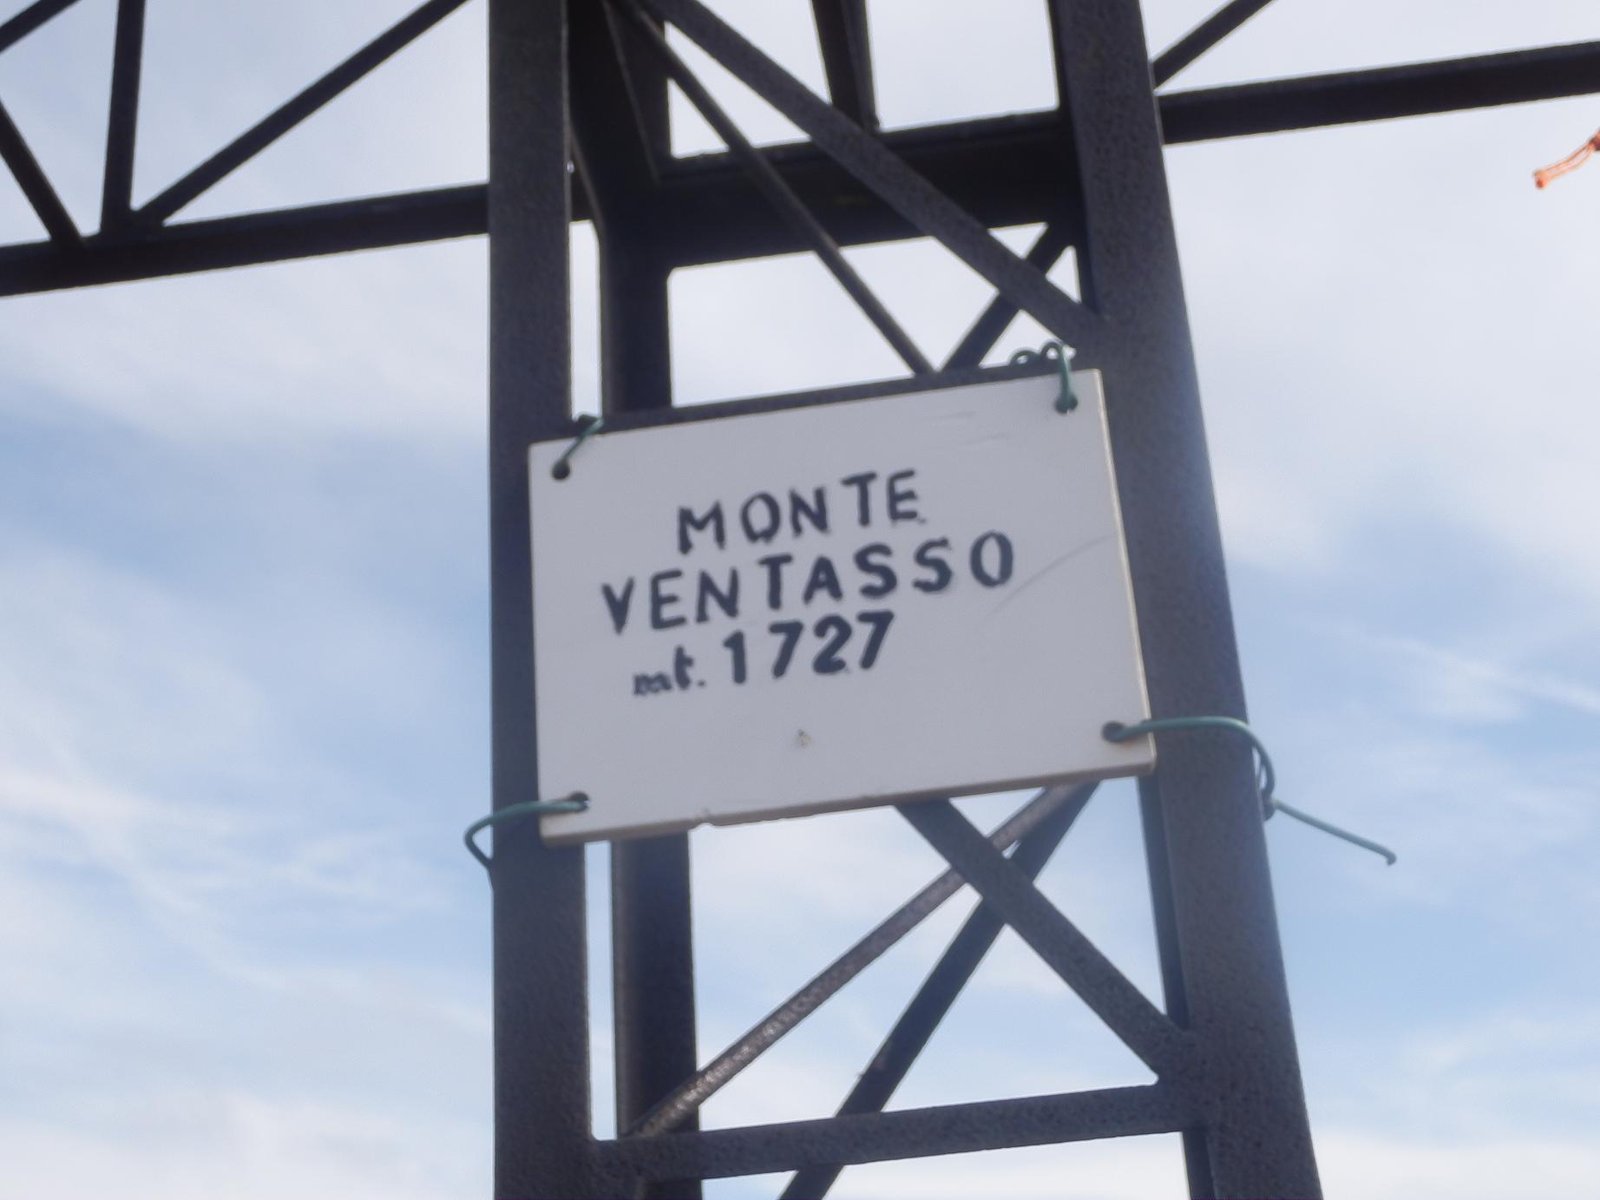 MONTE
VENTASSO
mt. 1727